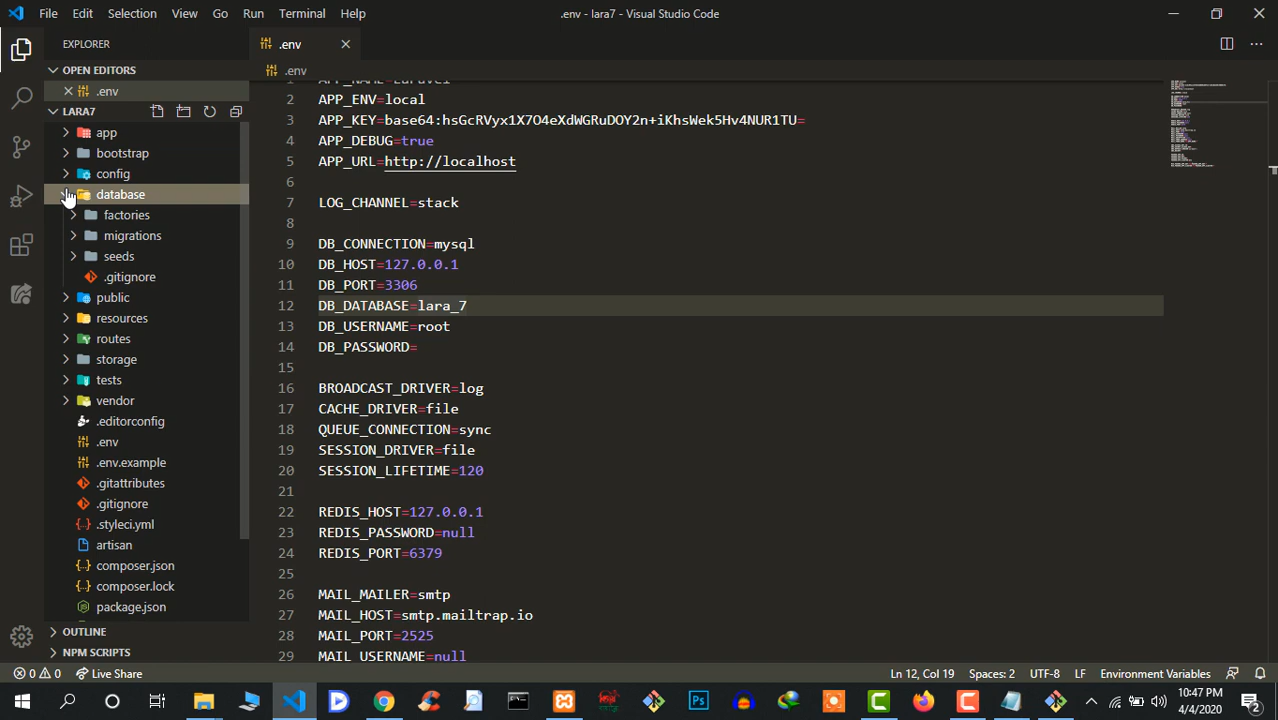 File Edit Selection View Go Run Terminal Help .env - lara7 - Visual Studio Code
EXPLORER
.env
OPEN EDITORS
.env
.env
LARA7
app
bootstrap
config
database
factories
migrations
seeds
.gitignore
public
resources
routes
storage
tests
vendor
.editorconfig
.env
.env.example
.gitattributes
.gitignore
.styleci.yml
artisan
composer.json
composer.lock
package.json
OUTLINE
NPM SCRIPTS
1 APP_NAME=Laravel
2 APP_ENV=local
3 APP_KEY=base64:hsGcRVyx1X7O4eXdWGRuDOY2n+iKhsWek5Hv4NUR1TU=
4 APP_DEBUG=true
5 APP_URL=http://localhost
6
7 LOG_CHANNEL=stack
8
9 DB_CONNECTION=mysql
10 DB_HOST=127.0.0.1
11 DB_PORT=3306
12 DB_DATABASE=lara_7
13 DB_USERNAME=root
14 DB_PASSWORD=
15
16 BROADCAST_DRIVER=log
17 CACHE_DRIVER=file
18 QUEUE_CONNECTION=sync
19 SESSION_DRIVER=file
20 SESSION_LIFETIME=120
21
22 REDIS_HOST=127.0.0.1
23 REDIS_PASSWORD=null
24 REDIS_PORT=6379
25
26 MAIL_MAILER=smtp
27 MAIL_HOST=smtp.mailtrap.io
28 MAIL_PORT=2525
29 MAIL_USERNAME=null
0 0 Live Share Ln 12, Col 19 Spaces: 2 UTF-8 LF Environment Variables
10:47 PM
4/4/2020
2